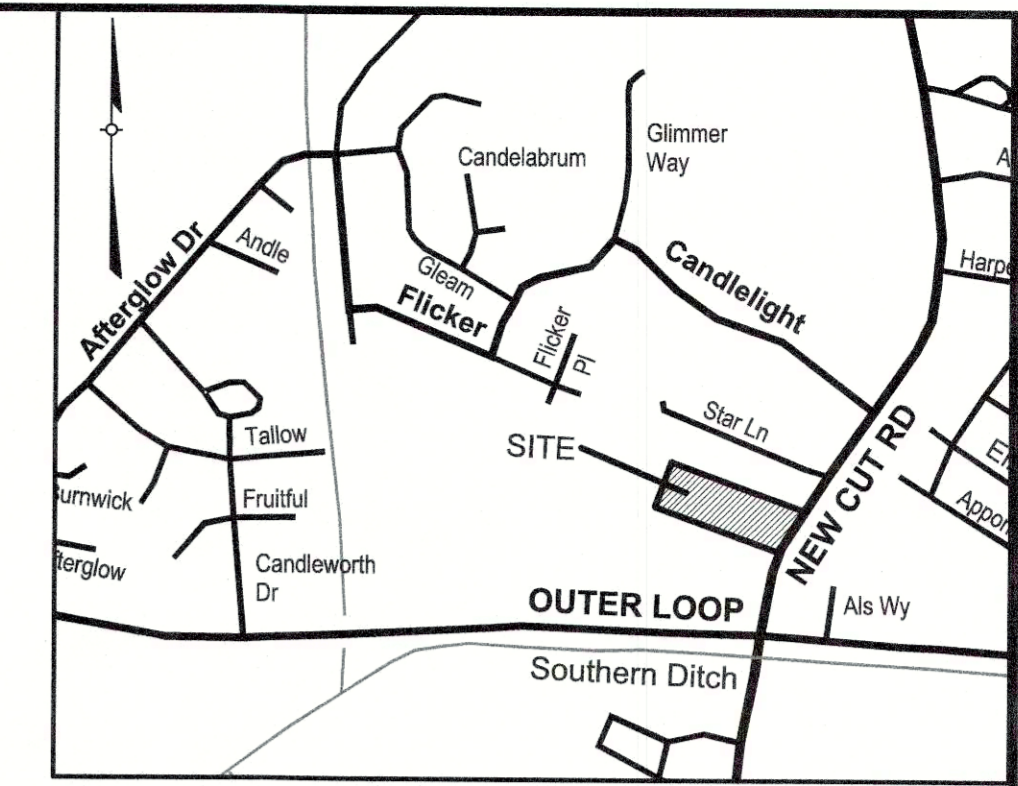 Glimmer
Way
Candelabrum
Afterglow Dr
Andle
Gleam
Flicker
Flicker
Pl
Candlelight
Harpe
Star Ln
SITE
NEW CUT RD
Tallow
Fruitful
urnwick
fterglow
Candleworth
Dr
OUTER LOOP
Als Wy
Appor
Southern Ditch